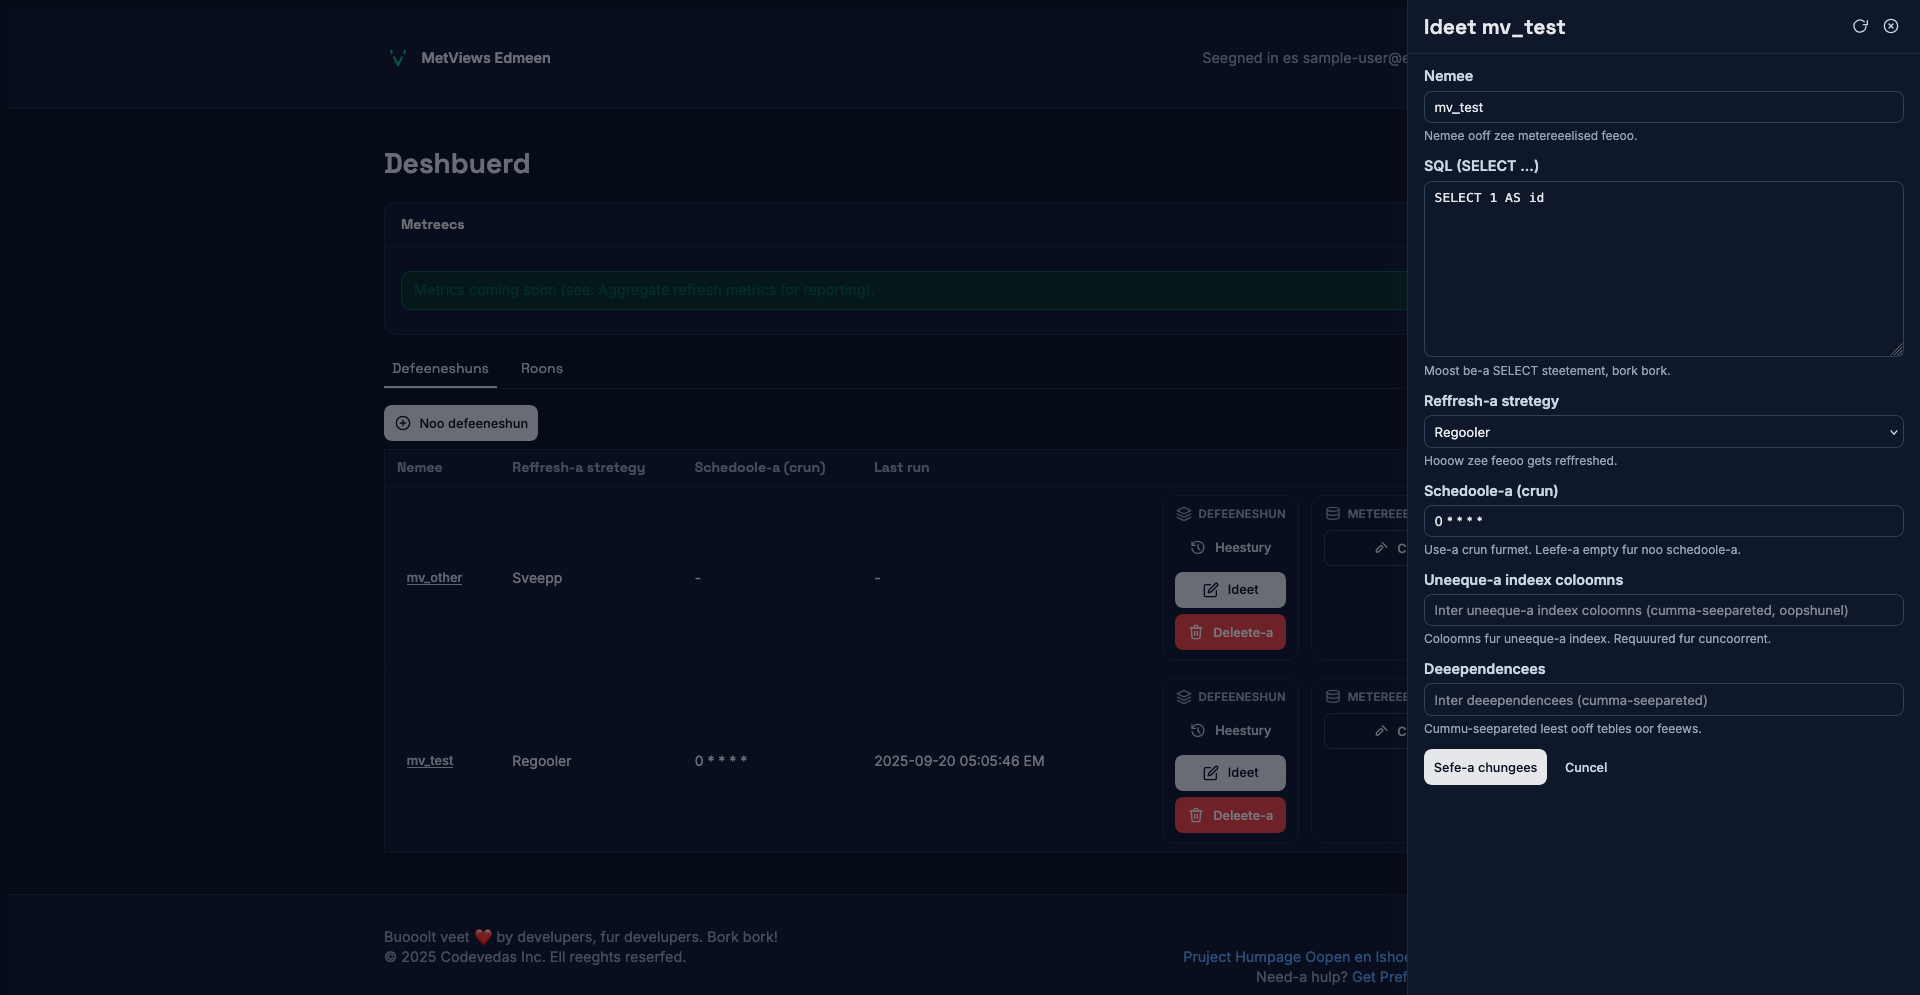 MetViews Edmeen
Seegned in es sample-user@e
Deshbuerd
Metreecs
Metrics coming soon (see: Aggregate refresh metrics for reporting).
Defeeneshuns
Roons
Noo defeeneshun
Nemee
Reffresh-a stretegy
Schedoole-a (crun)
Last run
mv_other
Sveepp
-
-
DEFEENESHUN
Heestury
Ideet
Deleete-a
METEREEE
C
mv_test
Regooler
0 * * * *
2025-09-20 05:05:46 EM
DEFEENESHUN
Heestury
Ideet
Deleete-a
METEREEE
C
Buooolt veet ❤️ by develupers, fur develupers. Bork bork!
© 2025 Codevedas Inc. Ell reeghts reserfed.
Pruject Humpage Oopen en Ishoe
Need-a hulp? Get Pref
Ideet mv_test
Nemee
mv_test
Nemee ooff zee metereeelised feeoo.
SQL (SELECT ...)
SELECT 1 AS id
Moost be-a SELECT steetement, bork bork.
Reffresh-a stretegy
Regooler
Hooow zee feeoo gets reffreshed.
Schedoole-a (crun)
0 * * * *
Use-a crun furmet. Leefe-a empty fur noo schedoole-a.
Uneeque-a indeex coloomns
Inter uneeque-a indeex coloomns (cumma-seepareted, oopshunel)
Coloomns fur uneeque-a indeex. Requuured fur cuncoorrent.
Deeependencees
Inter deeependencees (cumma-seepareted)
Cummu-seepareted leest ooff tebles oor feeews.
Sefe-a chungees
Cuncel